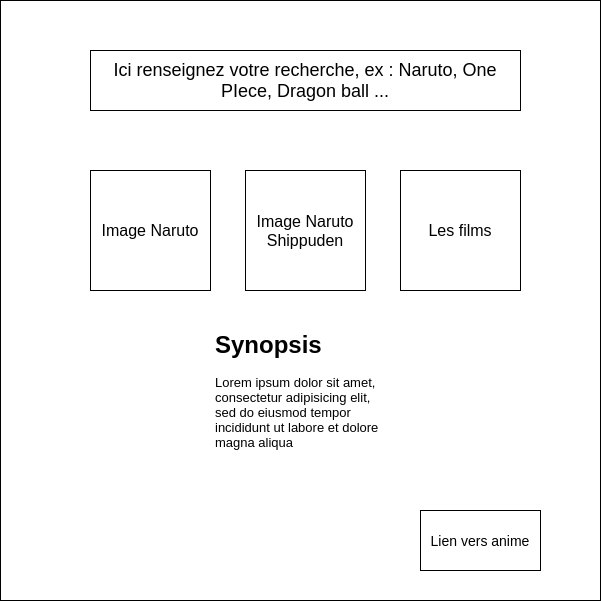 Ici renseignez votre recherche, ex : Naruto, One
PIece, Dragon ball ...
Image Naruto
Image Naruto
Shippuden
Les films
Synopsis
Lorem ipsum dolor sit amet,
consectetur adipisicing elit,
sed do eiusmod tempor
incididunt ut labore et dolore
magna aliqua
Lien vers anime